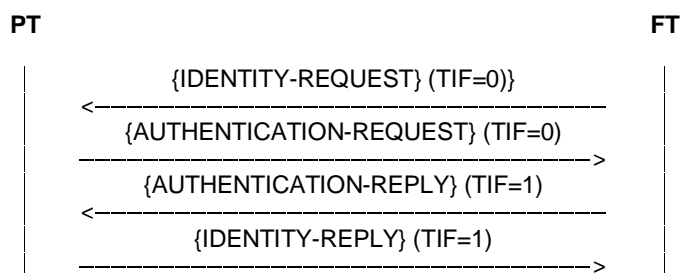 PT FT
{IDENTITY-REQUEST} (TIF=0)}
{AUTHENTICATION-REQUEST} (TIF=0)
{AUTHENTICATION-REPLY} (TIF=1)
{IDENTITY-REPLY} (TIF=1)